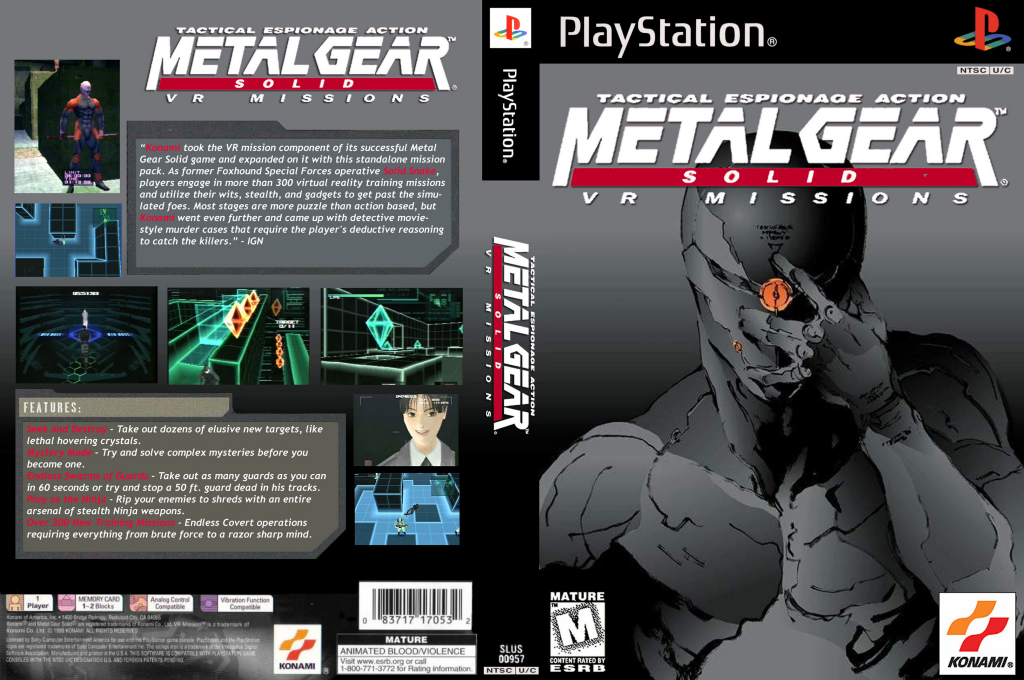 TACTICAL ESPIONAGE ACTION
METAL GEAR™
SOLID®
VR MISSIONS
"Konami took the VR mission component of its successful Metal
Gear Solid game and expanded on it with this standalone mission
pack. As former Foxhound Special Forces operative Solid Snake,
players engage in more than 300 virtual reality training missions
and utilize their wits, stealth, and gadgets to get past the simu-
lated foes. Most stages are more puzzle than action based, but
Konami went even further and came up with detective movie-
style murder cases that require the player's deductive reasoning
to catch the killers." - IGN
TARGET
FEATURES:
Seek and Destroy - Take out dozens of elusive new targets, like
lethal hovering crystals.
Mystery Mode - Try and solve complex mysteries before you
become one.
Endless Swarms of Guards - Take out as many guards as you can
in 60 seconds or try and stop a 50 ft. guard dead in his tracks.
Play as the Ninja - Rip your enemies to shreds with an entire
arsenal of stealth Ninja weapons.
Over 300 New Training Missions - Endless Covert operations
requiring everything from brute force to a razor sharp mind.
1
Player
MEMORY CARD
1-2 Blocks
Analog Control
Compatible
Vibration Function
Compatible
KONAMI®
0 83717 17053 2
MATURE
ANIMATED BLOOD/VIOLENCE
Visit www.esrb.org or call
1-800-771-3772 for Rating information.
PlayStation®
TACTICAL ESPIONAGE ACTION
METAL GEAR™
SOLID®
VR MISSIONS
SLUS
00957
NTSC U/C
PlayStation®
NTSC U/C
TACTICAL ESPIONAGE ACTION
METAL GEAR™
SOLID®
VR MISSIONS
MATURE
M
CONTENT RATED BY
ESRB
KONAMI®